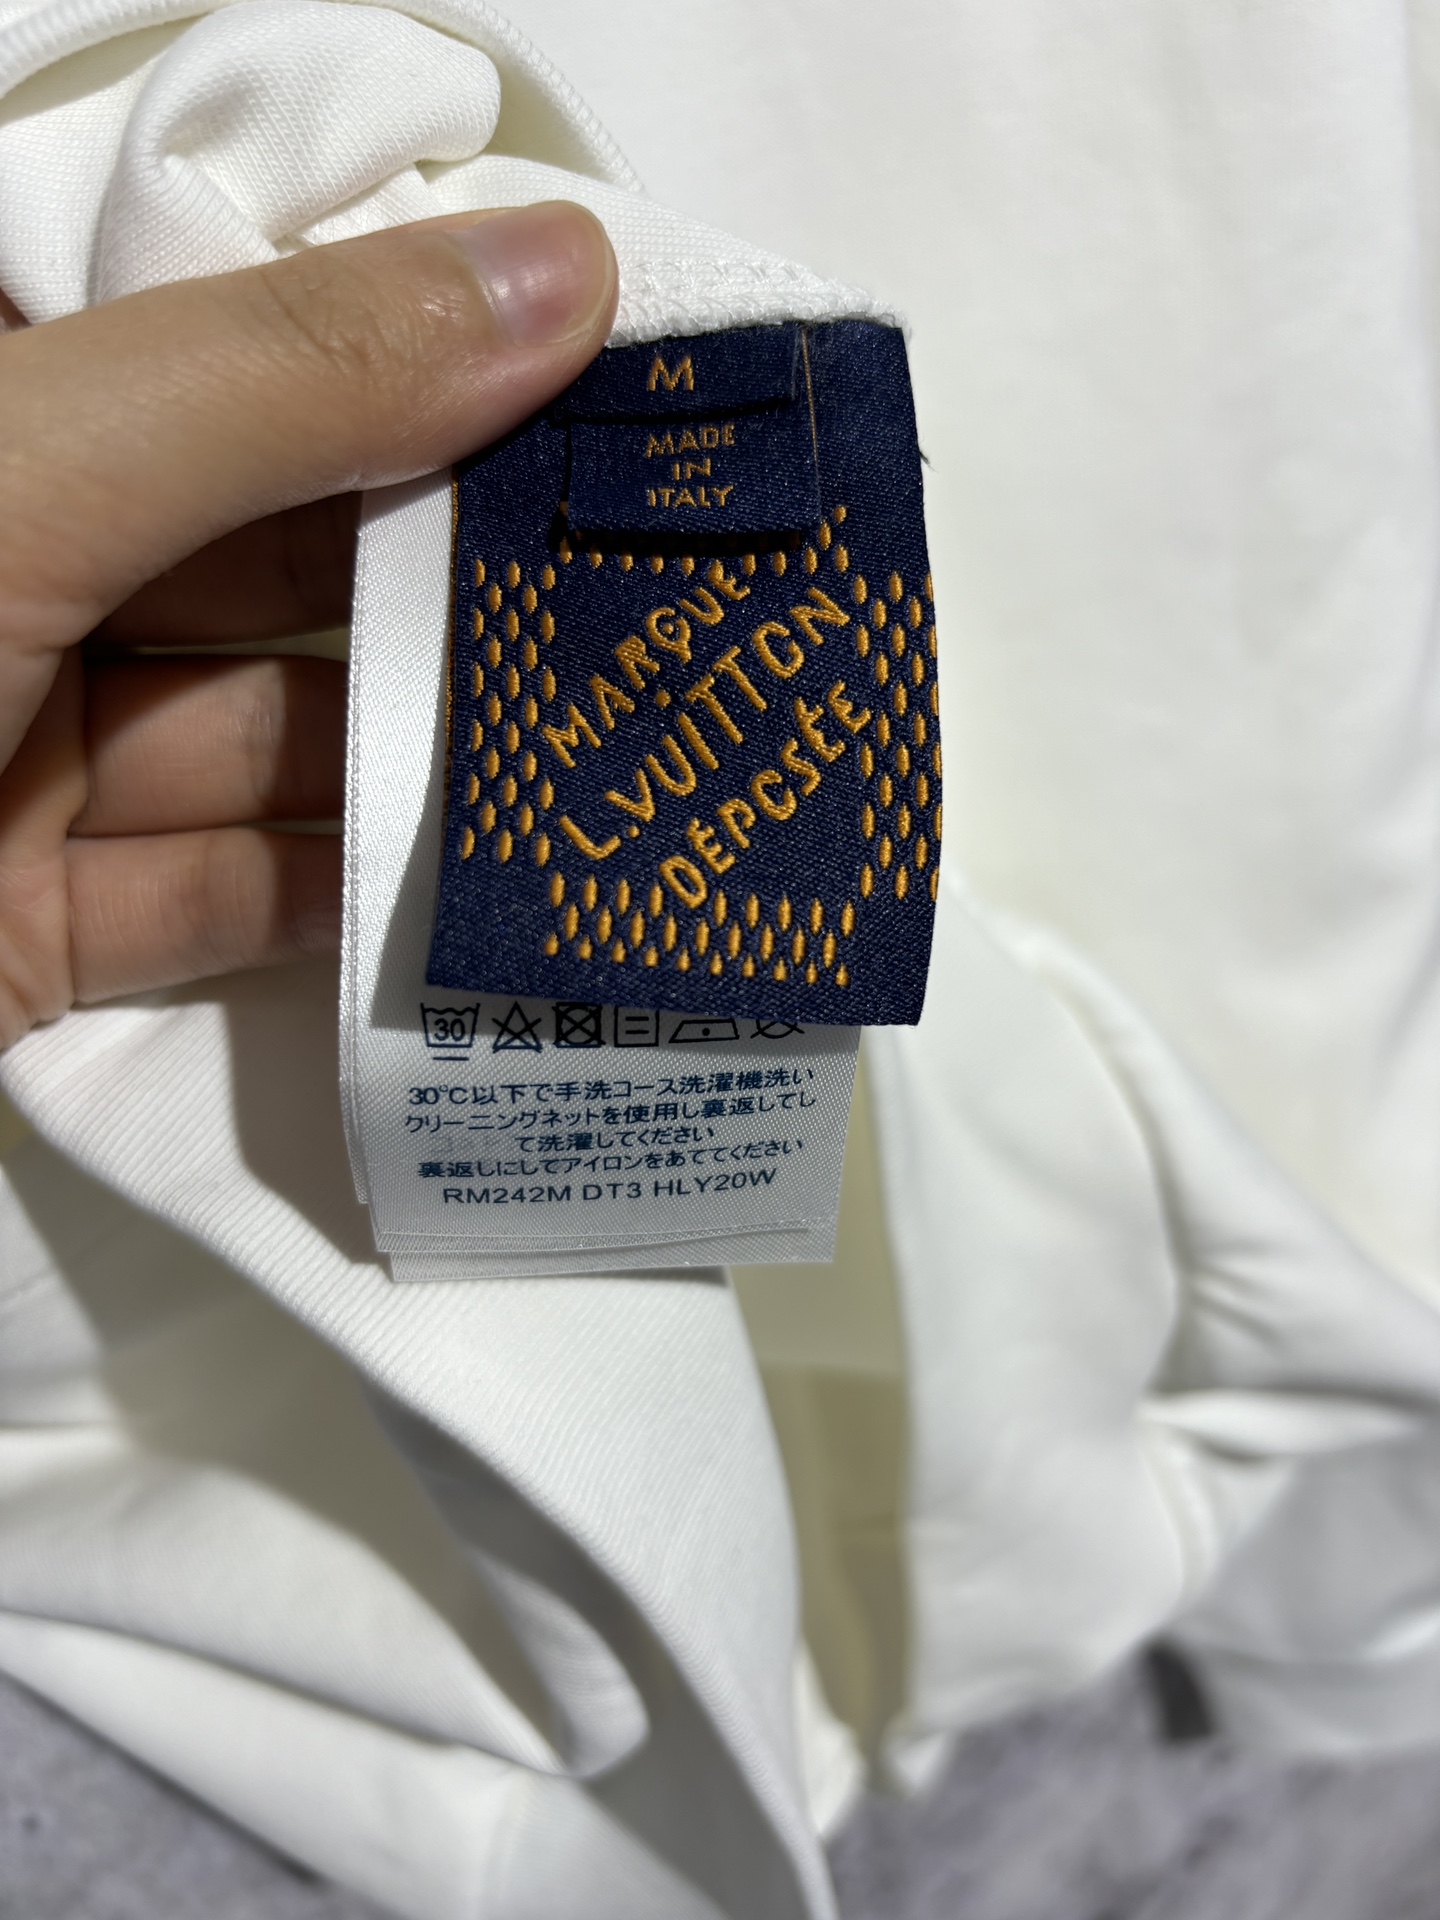 M
MADE
IN
ITALY
MARQUE
L.VUITTON
DÉPOSÉE
30
30℃以下で手洗コース洗濯機洗い
クリーニングネットを使用し裏返してし
て洗濯してください
裏返しにしてアイロンをあててください
RM242M DT3 HLY20W